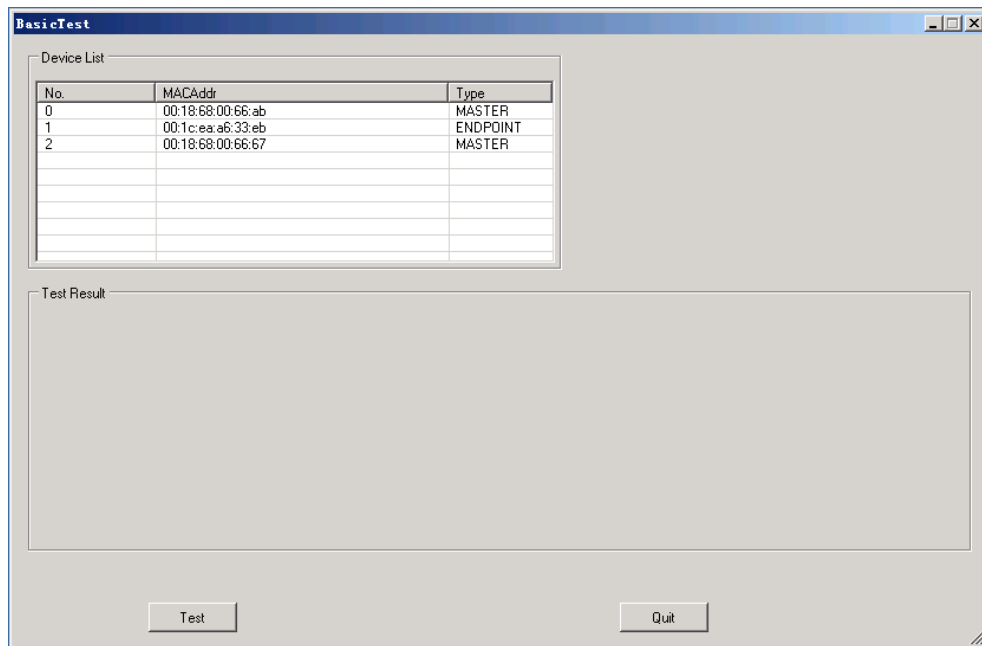 BasicTest
Device List
No. MACAddr Type
0 00:18:68:00:66:ab MASTER
1 00:1c:ea:a6:33:eb ENDPOINT
2 00:18:68:00:66:67 MASTER
Test Result
Test Quit